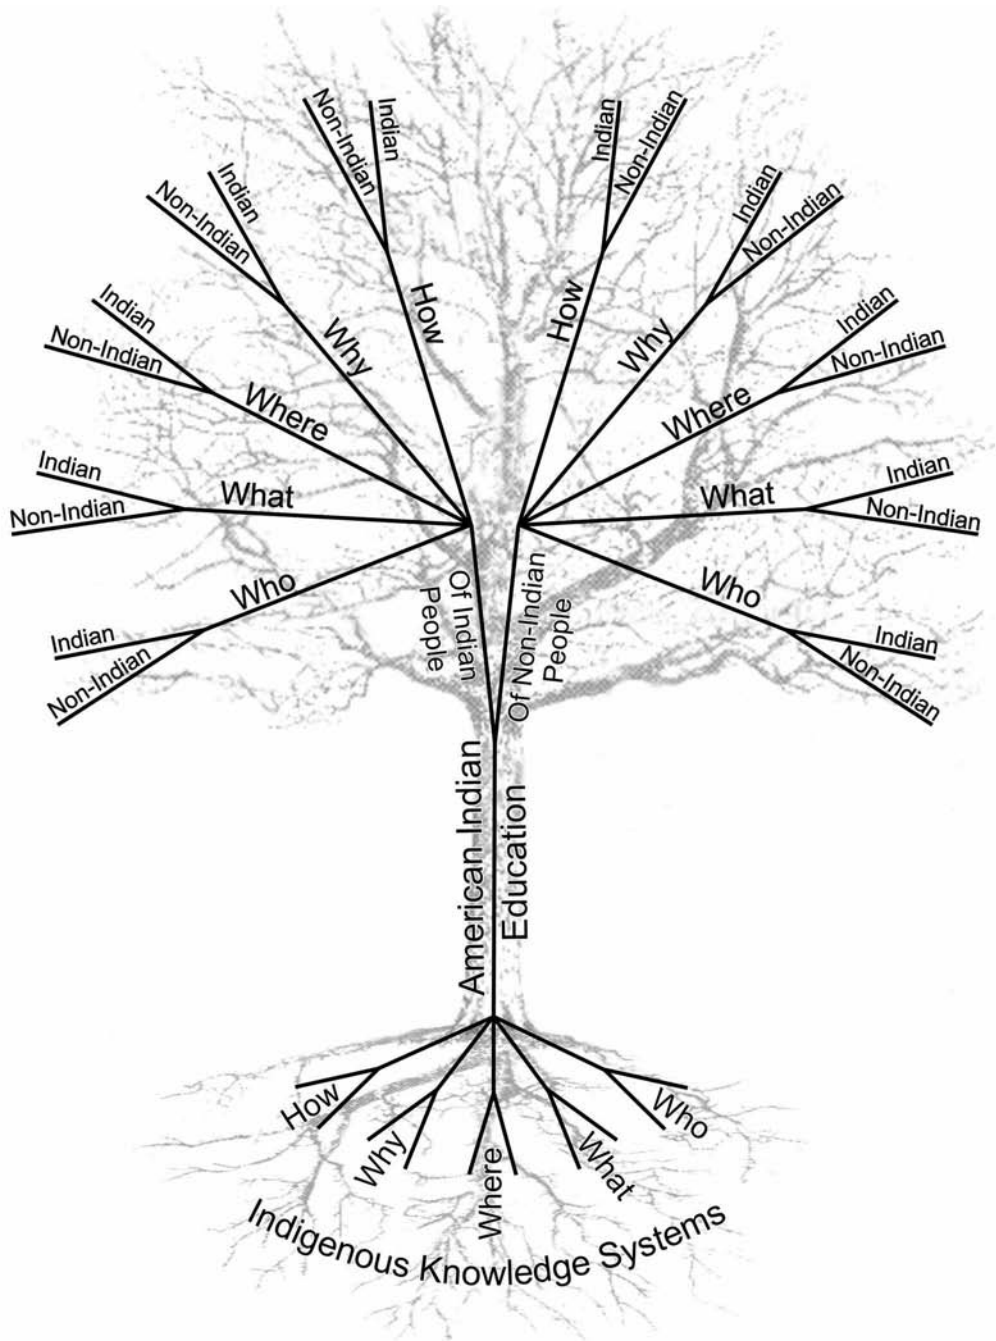 Non-Indian
Indian
Indian
Non-Indian
Indian
Non-Indian
How
How
Indian
Non-Indian
Indian
Non-Indian
Why
Why
Indian
Non-Indian
Indian
Non-Indian
Where
Where
Indian
Non-Indian
Indian
Non-Indian
What
What
Who
Who
Indian
Non-Indian
Indian
Non-Indian
Of Indian
People
Of Non-Indian
People
American Indian
Education
How
Why
Where
What
Who
Indigenous Knowledge Systems